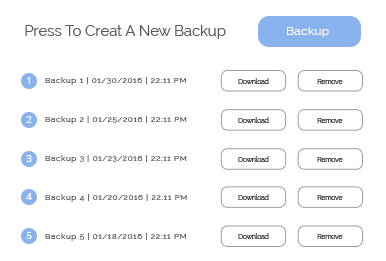 Press To Creat A New Backup Backup
1 Backup 1 | 01/30/2016 | 22:11 PM Download Remove
2 Backup 2 | 01/25/2016 | 22:11 PM Download Remove
3 Backup 3 | 01/23/2016 | 22:11 PM Download Remove
4 Backup 4 | 01/20/2016 | 22:11 PM Download Remove
5 Backup 5 | 01/18/2016 | 22:11 PM Download Remove